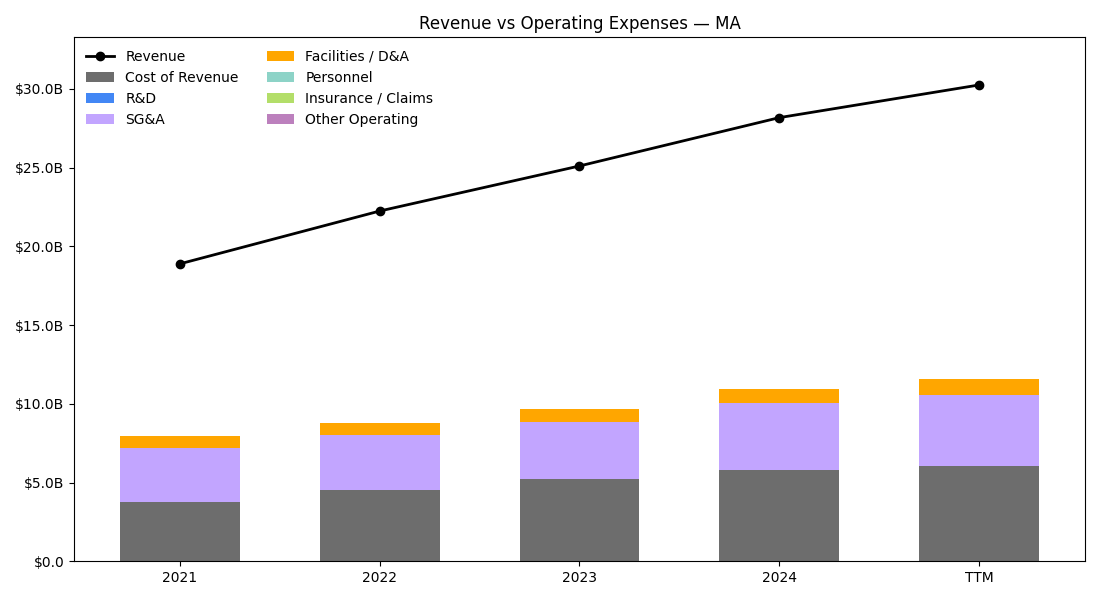 Revenue vs Operating Expenses — MA
Revenue
Cost of Revenue
R&D
SG&A
Facilities / D&A
Personnel
Insurance / Claims
Other Operating
$30.0B
$25.0B
$20.0B
$15.0B
$10.0B
$5.0B
$0.0
2021
2022
2023
2024
TTM